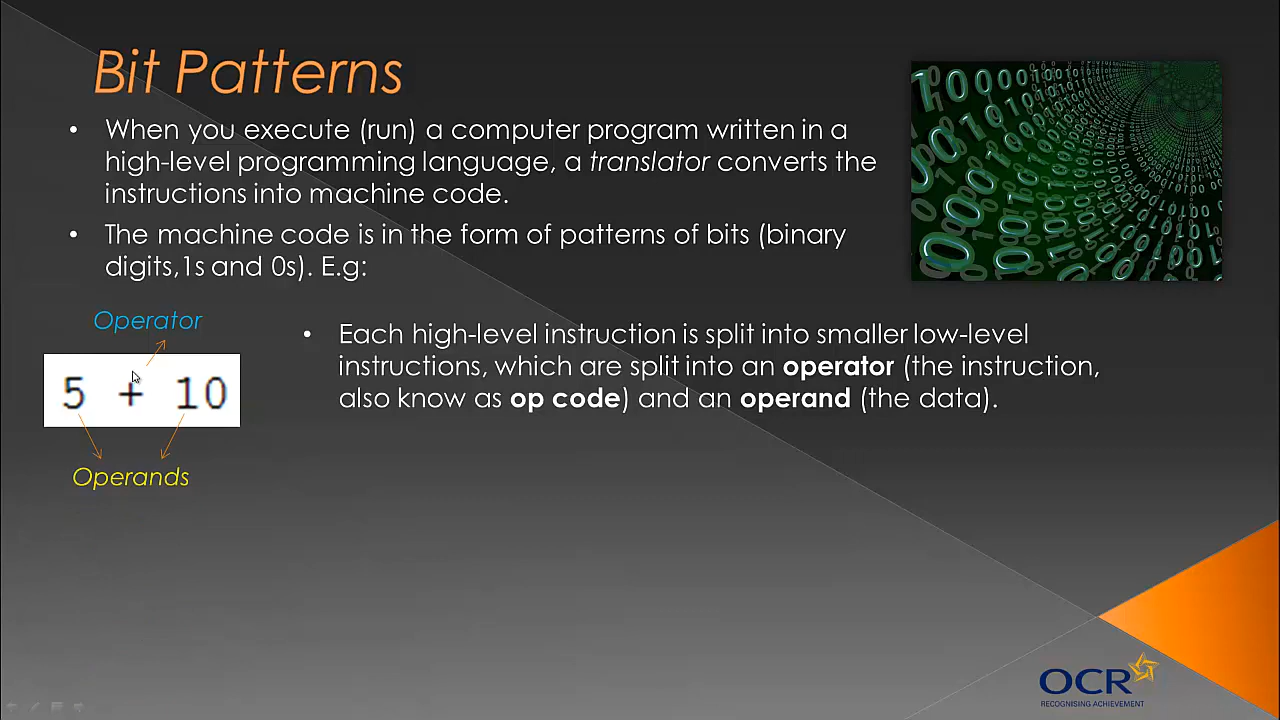 Bit Patterns
• When you execute (run) a computer program written in a
high-level programming language, a translator converts the
instructions into machine code.
• The machine code is in the form of patterns of bits (binary
digits,1s and 0s). E.g:
Operator
5 + 10
Operands
• Each high-level instruction is split into smaller low-level
instructions, which are split into an operator (the instruction,
also know as op code) and an operand (the data).
OCR
RECOGNISING ACHIEVEMENT